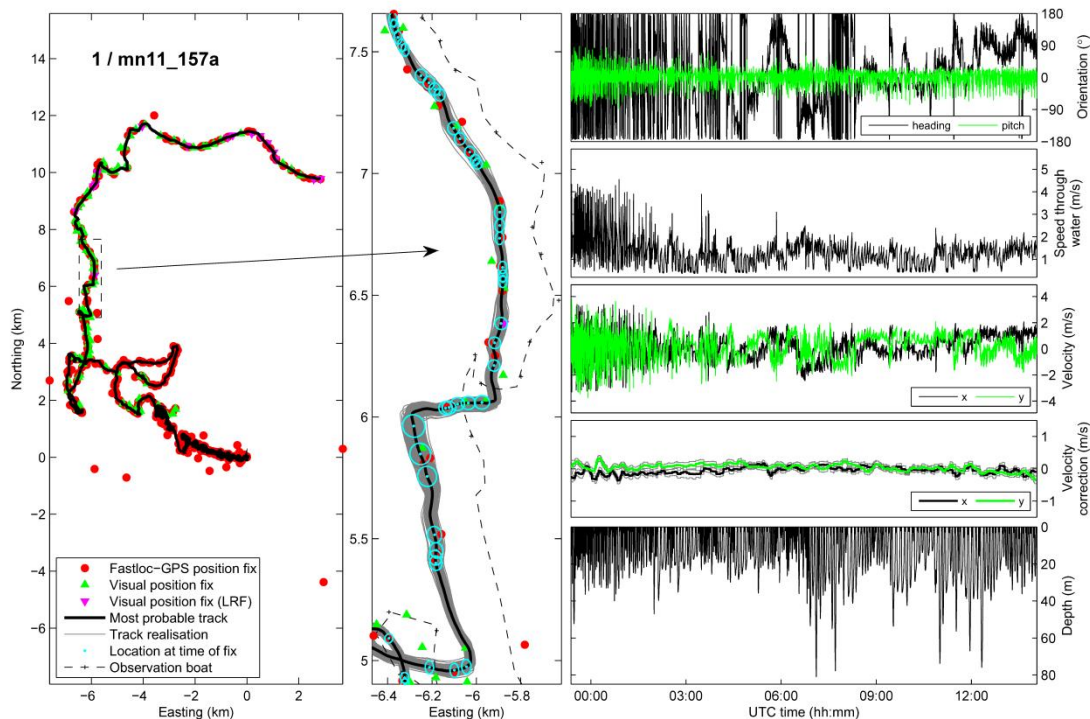 1 / mn11_157a
14
12
10
8
6
4
2
0
−2
−4
−6
Northing (km)
−6
−4
−2
0
2
Easting (km)
Fastloc−GPS position fix
Visual position fix
Visual position fix (LRF)
Most probable track
Track realisation
Location at time of fix
Observation boat
7.5
7
6.5
6
5.5
5
−6.4
−6.2
−6
−5.8
Easting (km)
180
90
0
−90
−180
Orientation (°)
heading
pitch
5
4
3
2
1
Speed through
water (m/s)
4
2
0
−2
−4
Velocity (m/s)
x
y
1
0
−1
Velocity
correction (m/s)
x
y
0
20
40
60
80
Depth (m)
00:00
03:00
06:00
09:00
12:00
UTC time (hh:mm)